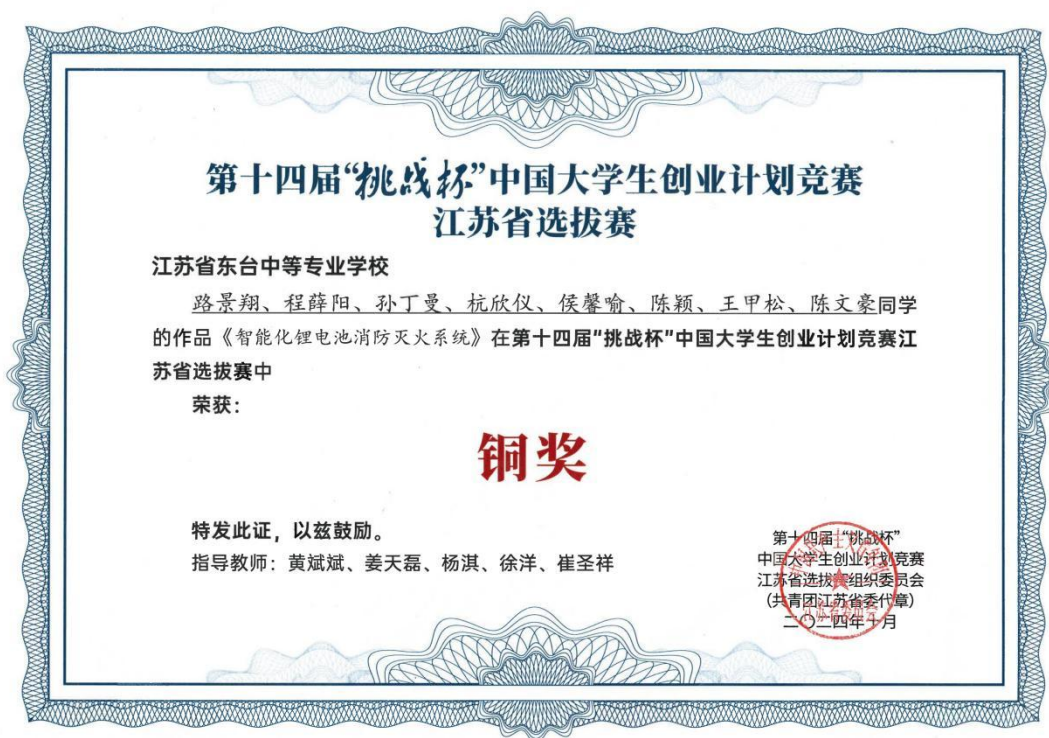 第十四届“挑战杯”中国大学生创业计划竞赛
江苏省选拔赛
江苏省东台中等专业学校
路景翔、程薛阳、孙丁曼、杭欣仪、侯馨喻、陈颖、王甲松、陈文豪同学
的作品《智能化锂电池消防灭火系统》在第十四届“挑战杯”中国大学生创业计划竞赛江
苏省选拔赛中
荣获：
铜奖
特发此证，以兹鼓励。
指导教师：黄斌斌、姜天磊、杨淇、徐洋、崔圣祥
第十四届“挑战杯”
中国大学生创业计划竞赛
江苏省选拔赛组织委员会
(共青团江苏省委代章)
二〇二四年十月